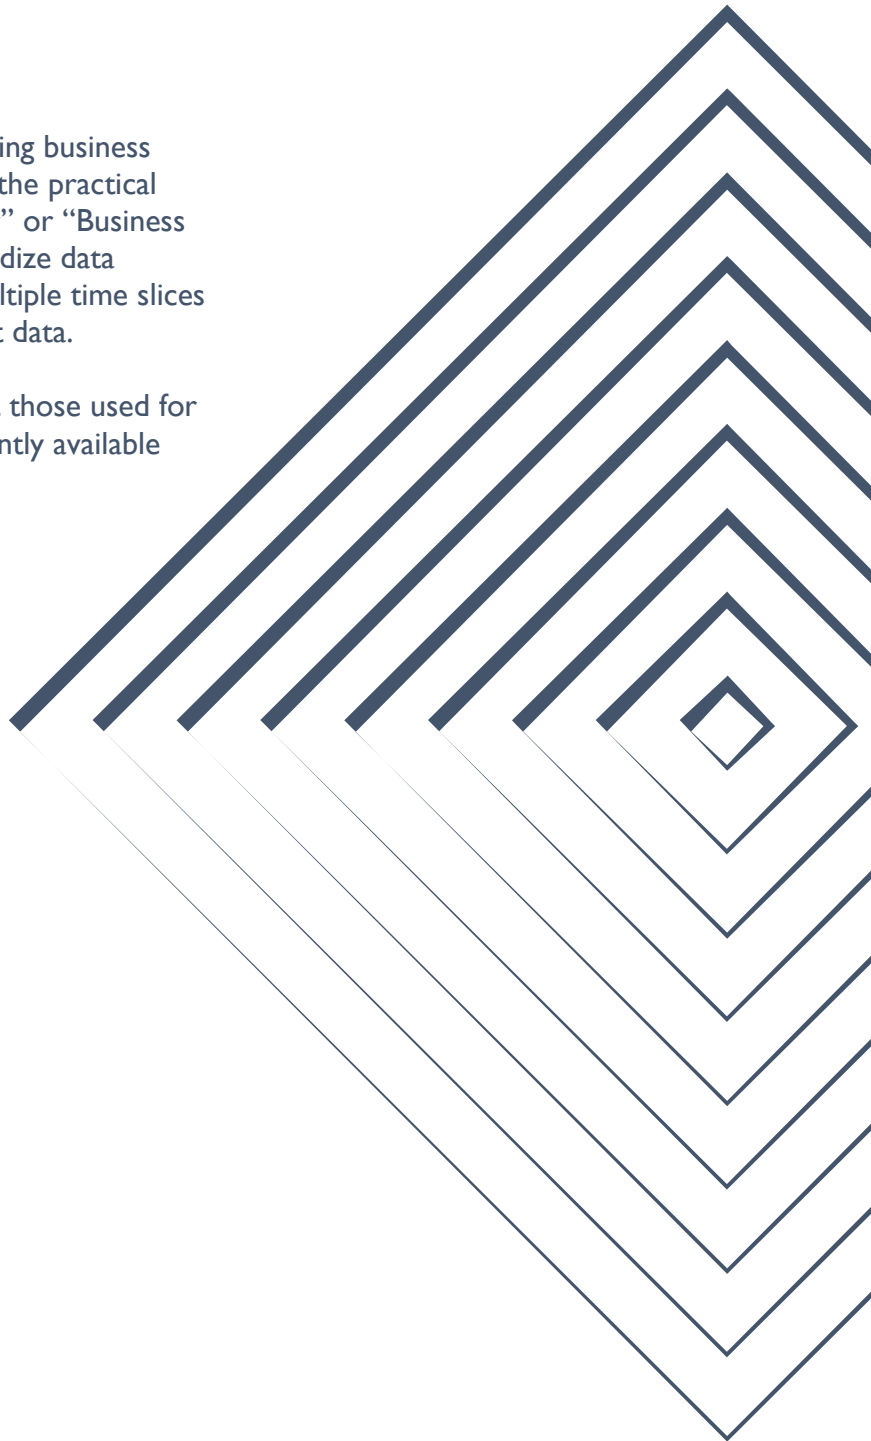 ing business
the practical
” or “Business
dize data
ltiple time slices
t data.
those used for
ntly available